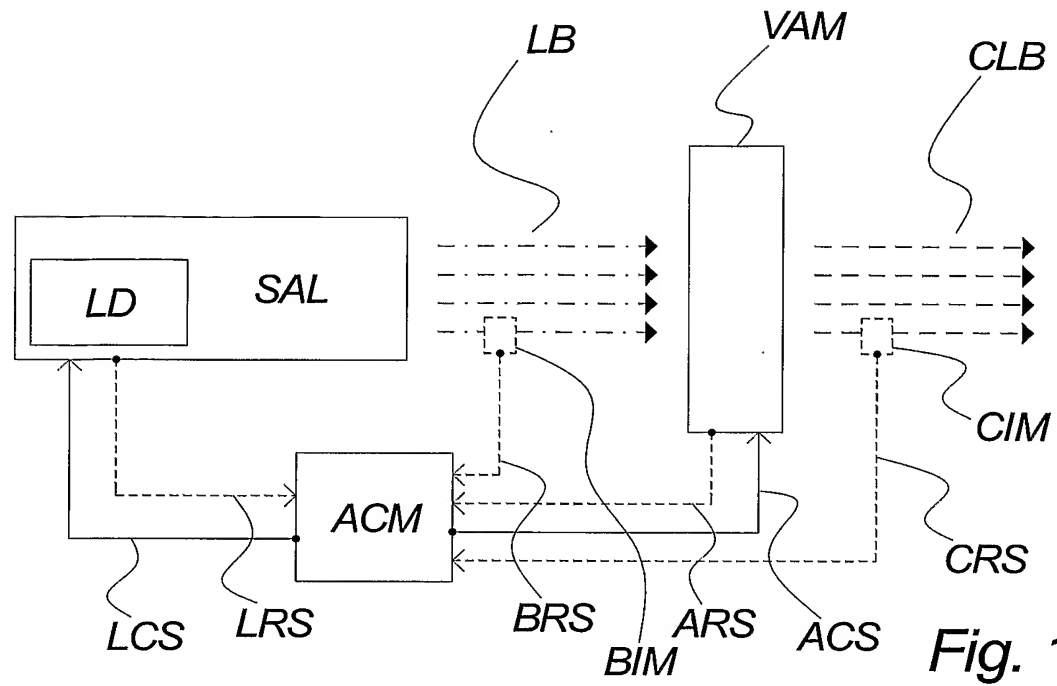 VAM
LB
CLB
SAL
LD
CIM
ACM
CRS
LCS
LRS
BRS
ARS
ACS
BIM
Fig.